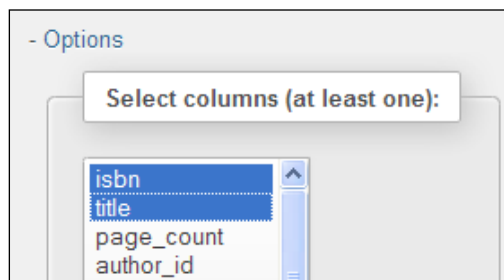 - Options
Select columns (at least one):
isbn
title
page_count
author_id